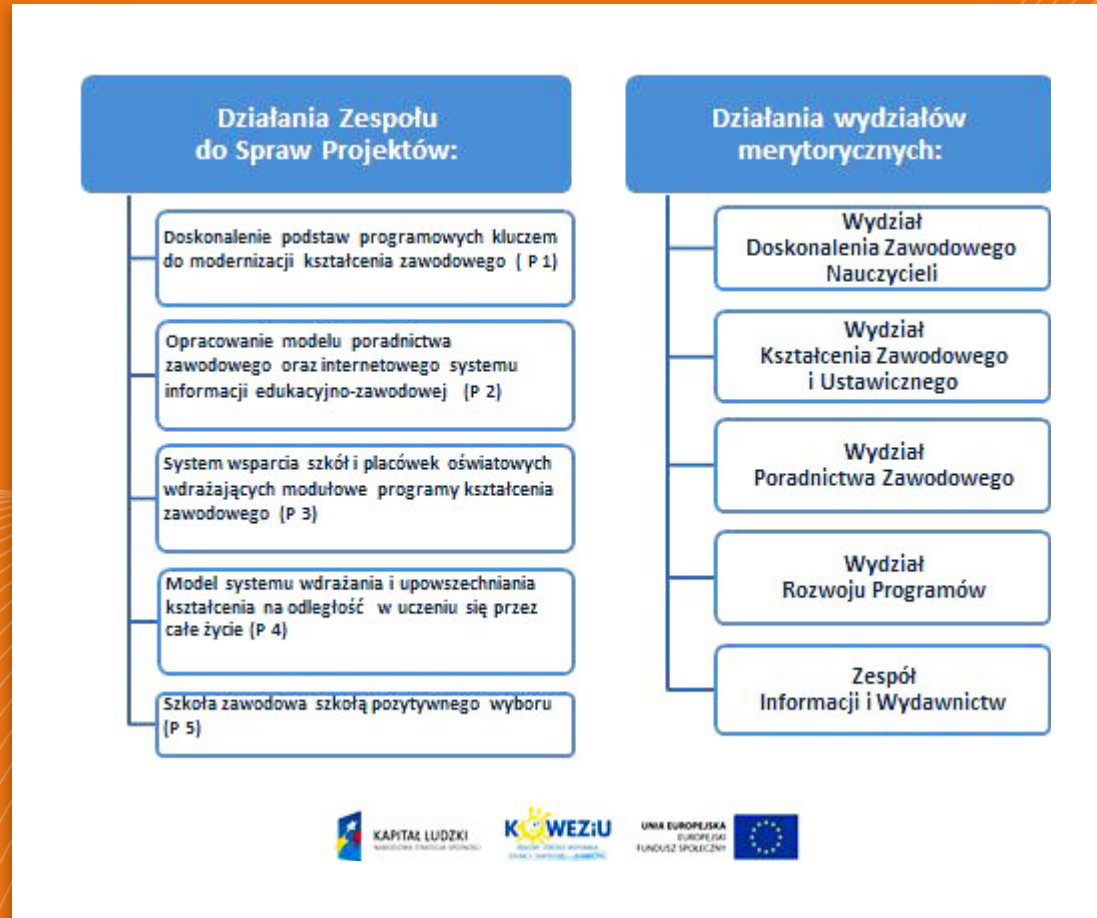 Działania Zespołu
do Spraw Projektów:
Doskonalenie podstaw programowych kluczem
do modernizacji kształcenia zawodowego ( P 1)
Opracowanie modelu poradnictwa
zawodowego oraz internetowego systemu
informacji edukacyjno-zawodowej (P 2)
System wsparcia szkół i placówek oświatowych
wdrażających modułowe programy kształcenia
zawodowego (P 3)
Model systemu wdrażania i upowszechniania
kształcenia na odległość w uczeniu się przez
całe życie (P 4)
Szkoła zawodowa szkołą pozytywnego wyboru
(P 5)
Działania wydziałów
merytorycznych:
Wydział
Doskonalenia Zawodowego
Nauczycieli
Wydział
Kształcenia Zawodowego
i Ustawicznego
Wydział
Poradnictwa Zawodowego
Wydział
Rozwoju Programów
Zespół
Informacji i Wydawnictw
KAPITAŁ LUDZKI
NARODOWA STRATEGIA SPÓJNOŚCI
KOWEZiU
UNIA EUROPEJSKA
EUROPEJSKI
FUNDUSZ SPOŁECZNY